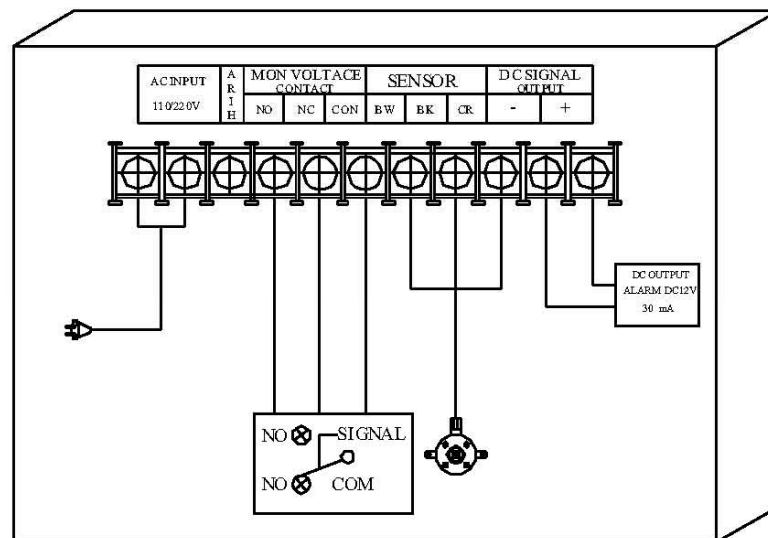 AC INPUT
110/220V
A
R
I
H
MON VOLTACE
CONTACT
NO NC CON
SENSOR
BW BK CR
DC SIGNAL
OUTPUT
- +
DC OUTPUT
ALARM DC12V
30 mA
NO SIGNAL
NO COM